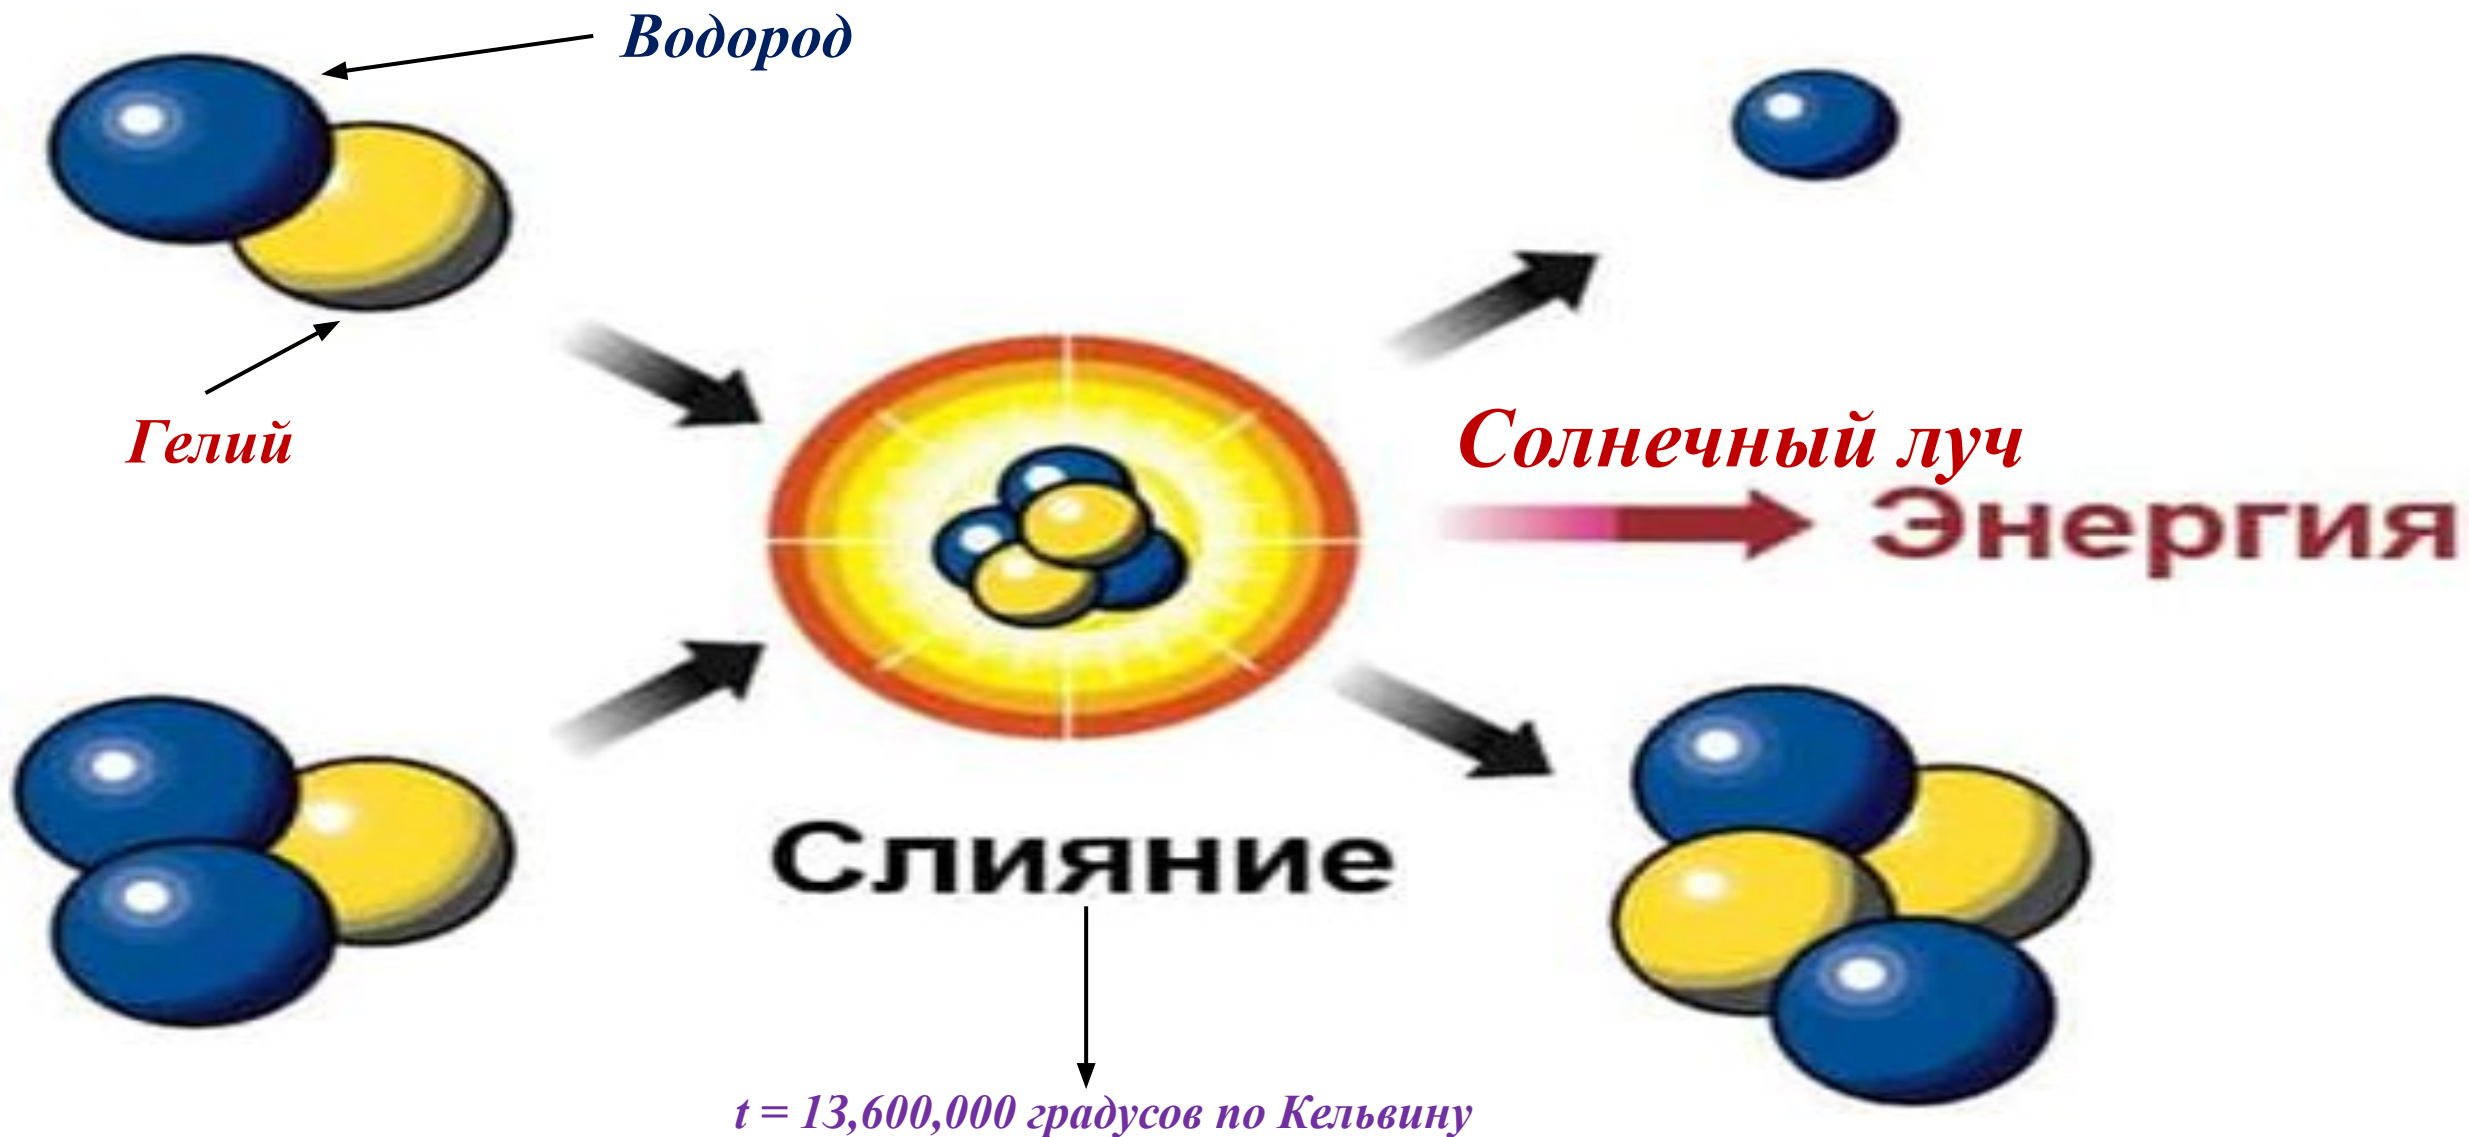 Водород
Гелий
Солнечный луч
Энергия
Слияние
t = 13,600,000 градусов по Кельвину